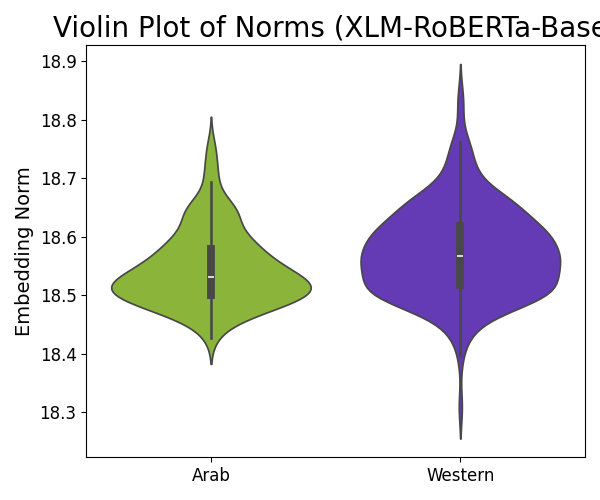 Violin Plot of Norms (XLM-RoBERTa-Base
18.9
18.8
18.7
18.6
18.5
18.4
18.3
Embedding Norm
Arab Western